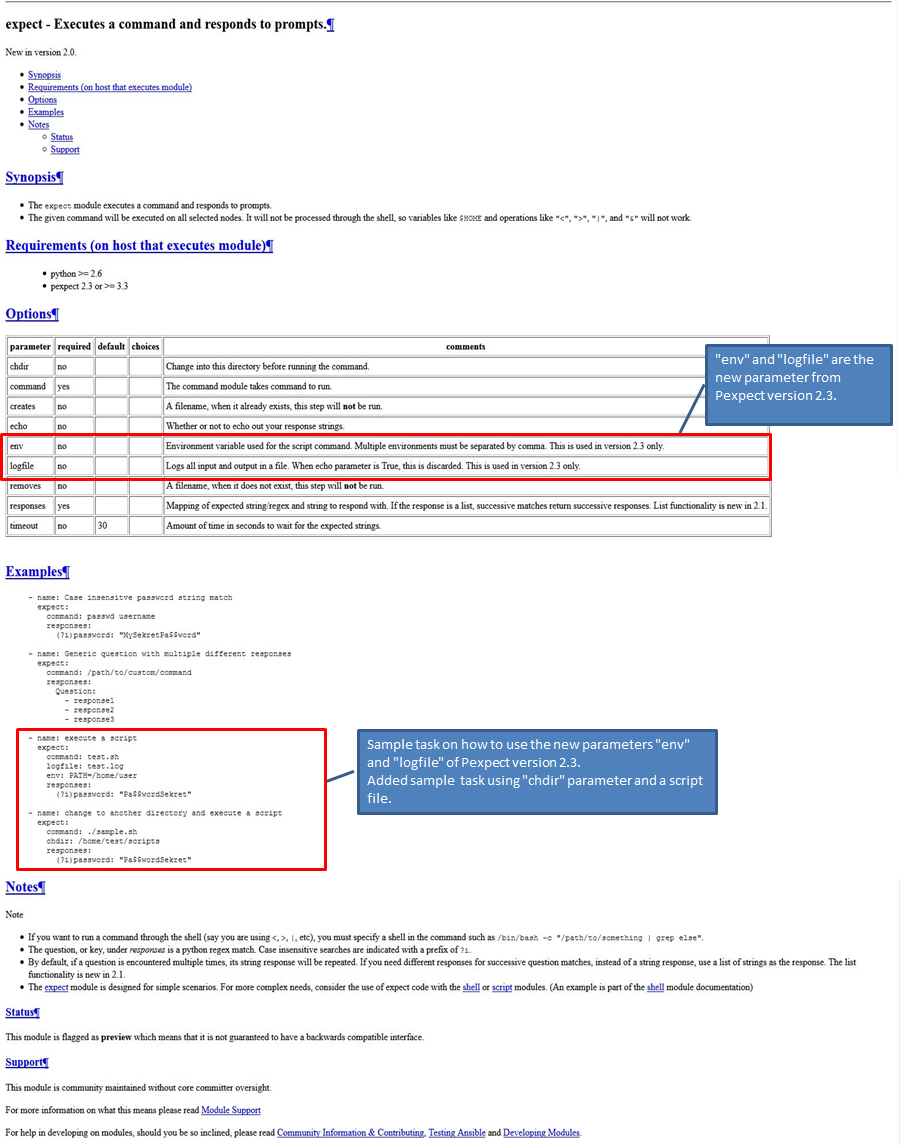 expect - Executes a command and responds to prompts.¶
New in version 2.0.
• Synopsis
• Requirements (on host that executes module)
• Options
• Examples
• Notes
o Status
o Support
Synopsis¶
• The expect module executes a command and responds to prompts.
• The given command will be executed on all selected nodes. It will not be processed through the shell, so variables like $HOME and operations like "<", ">", "|", and "&" will not work.
Requirements (on host that executes module)¶
• python >= 2.6
• pexpect 2.3 or >= 3.3
Options¶
parameter required default choices comments
chdir no Change into this directory before running the command.
command yes The command module takes command to run.
creates no A filename, when it already exists, this step will not be run.
echo no Whether or not to echo out your response strings.
env no Environment variable used for the script command. Multiple environments must be separated by comma. This is used in version 2.3 only.
logfile no Logs all input and output in a file. When echo parameter is True, this is discarded. This is used in version 2.3 only.
removes no A filename, when it does not exist, this step will not be run.
responses yes Mapping of expected string/regex and string to respond with. If the response is a list, successive matches return successive responses. List functionality is new in 2.1.
timeout no 30 Amount of time in seconds to wait for the expected strings.
"env" and "logfile" are the
new parameter from
Pexpect version 2.3.
Examples¶
- name: Case insensitve password string match
expect:
command: passwd username
responses:
(?i)password: "MySekretPa$$word"
- name: Generic question with multiple different responses
expect:
command: /path/to/custom/command
responses:
Question:
- response1
- response2
- response3
- name: execute a script
expect:
command: test.sh
logfile: test.log
env: PATH=/home/user
responses:
(?i)password: "Pa$$wordSekret"
- name: change to another directory and execute a script
expect:
command: ./sample.sh
chdir: /home/test/scripts
responses:
(?i)password: "Pa$$wordSekret"
Sample task on how to use the new parameters "env"
and "logfile" of Pexpect version 2.3.
Added sample task using "chdir" parameter and a script
file.
Notes¶
Note
• If you want to run a command through the shell (say you are using <, >, |, etc), you must specify a shell in the command such as /bin/bash -c "/path/to/something | grep else".
• The question, or key, under responses is a python regex match. Case insensitive searches are indicated with a prefix of ?i.
• By default, if a question is encountered multiple times, its string response will be repeated. If you need different responses for successive question matches, instead of a string response, use a list of strings as the response. The list
functionality is new in 2.1.
• The expect module is designed for simple scenarios. For more complex needs, consider the use of expect code with the shell or script modules. (An example is part of the shell module documentation)
Status¶
This module is flagged as preview which means that it is not guaranteed to have a backwards compatible interface.
Support¶
This module is community maintained without core committer oversight.
For more information on what this means please read Module Support
For help in developing on modules, should you be so inclined, please read Community Information & Contributing, Testing Ansible and Developing Modules.